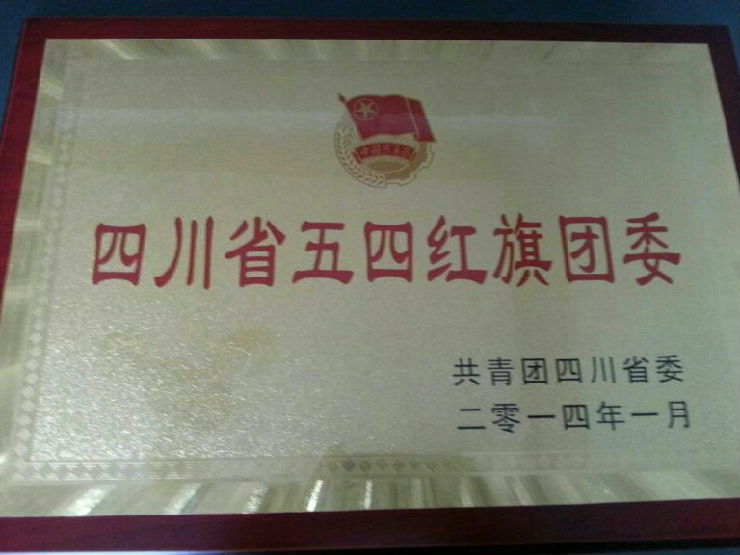 四川省五四红旗团委
共青团四川省委
二零一四年一月